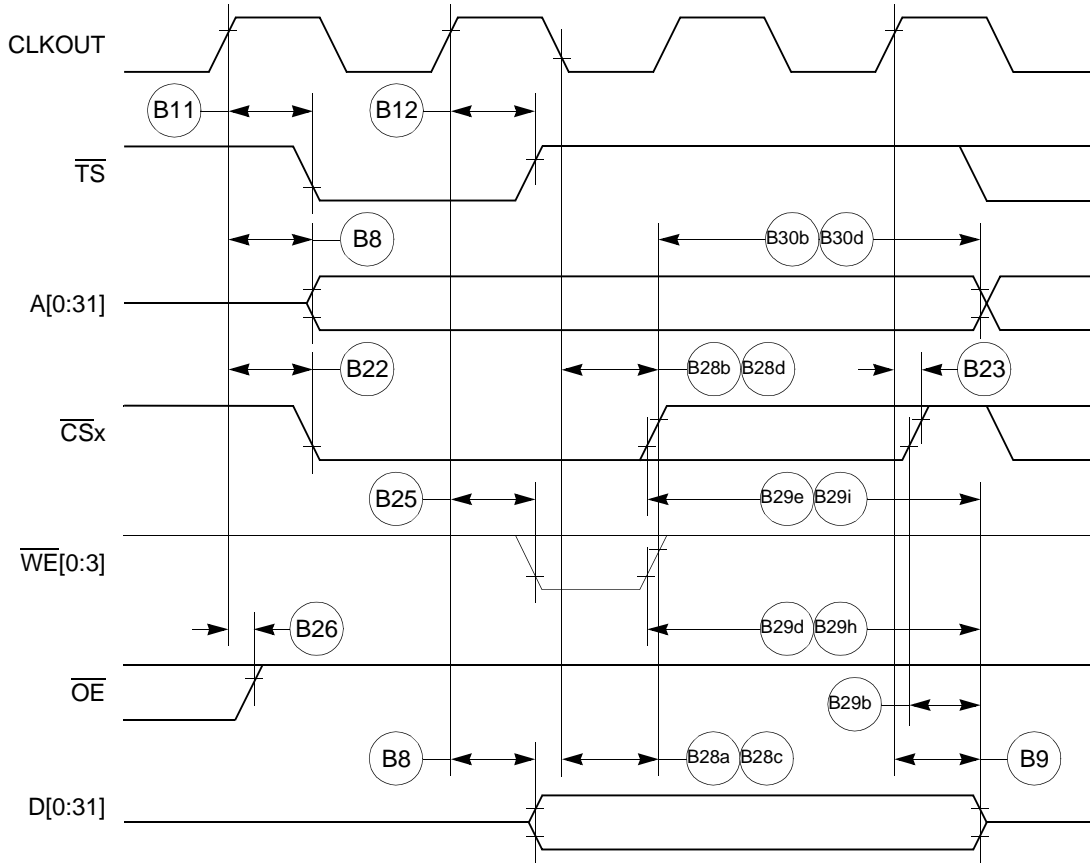 CLKOUT
B11
B12
TS
B8
B30b B30d
A[0:31]
B22
B28b B28d
B23
CSx
B25
B29e B29i
WE[0:3]
B26
B29d B29h
OE
B29b
B8
B28a B28c
B9
D[0:31]